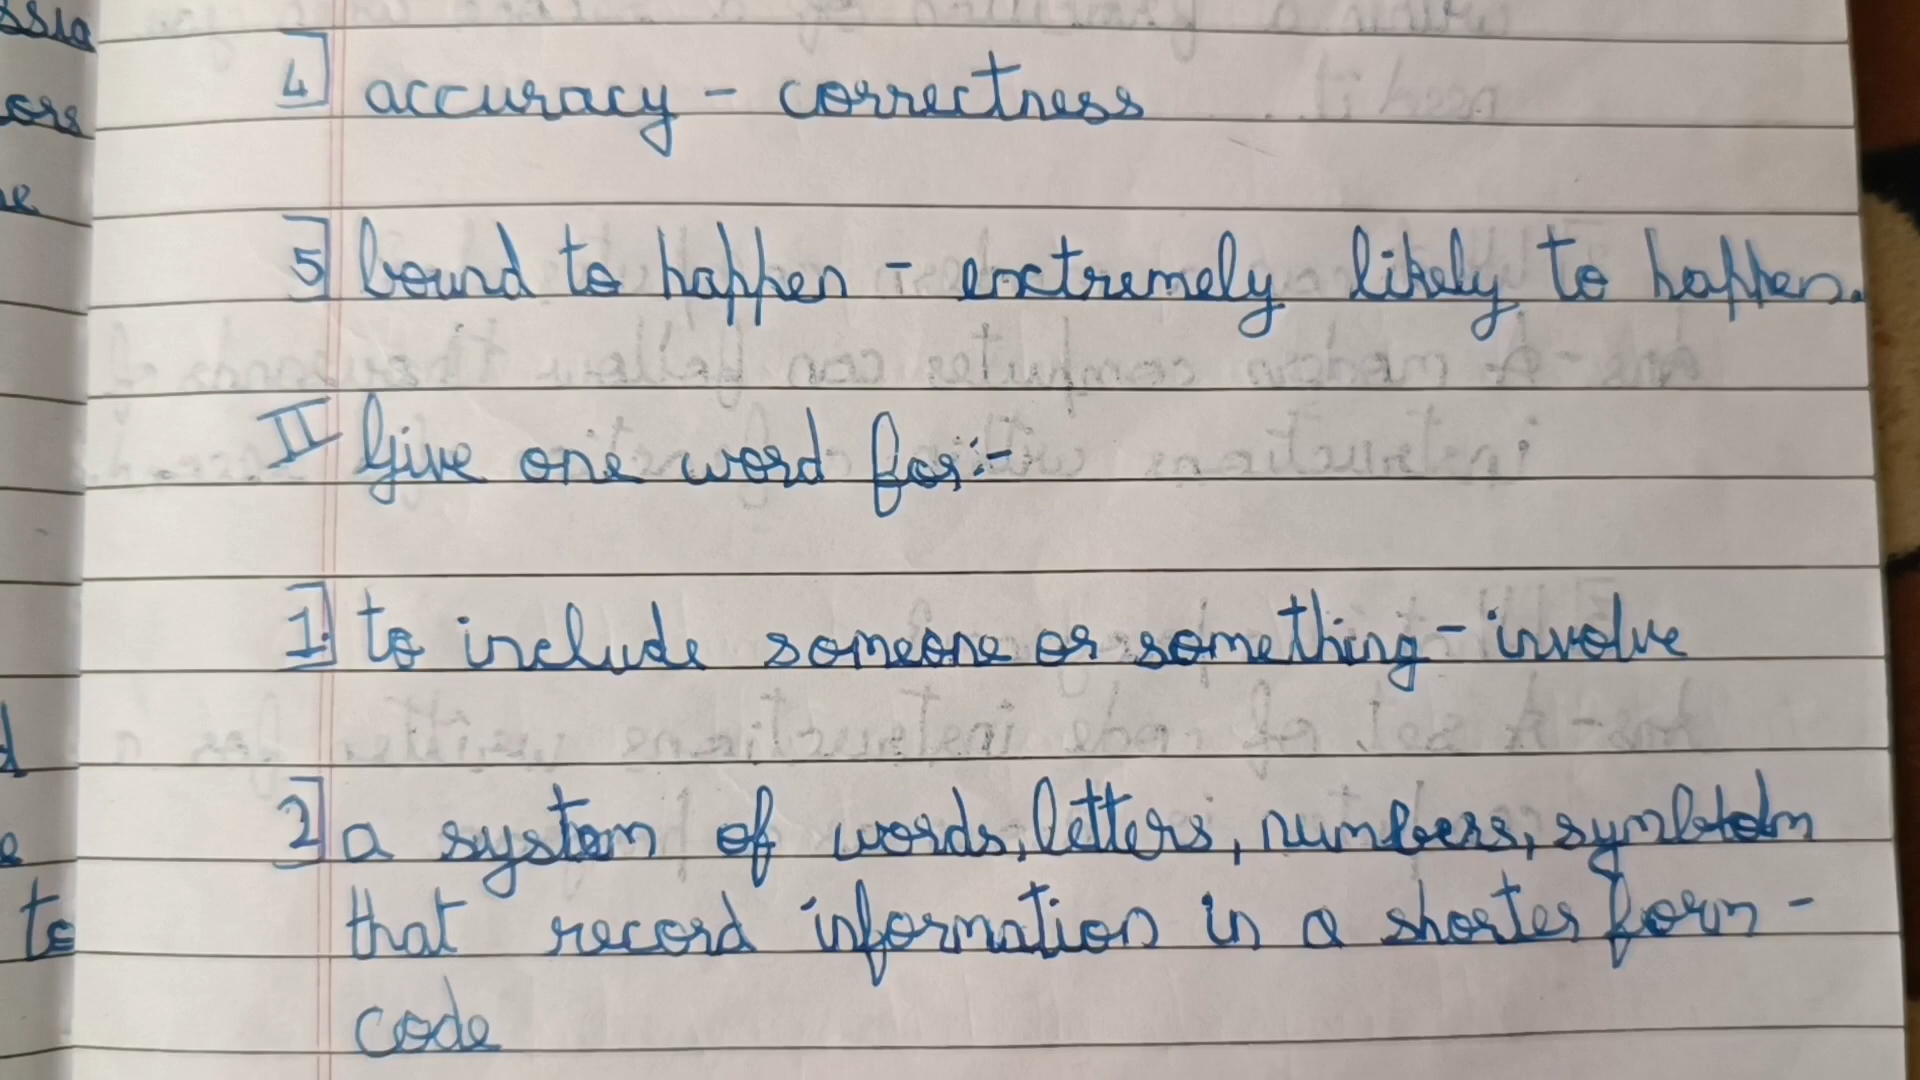 4] accuracy - correctness
5] bound to happen - extremely likely to happen.
II Give one word for:-
1.] to include someone or something - involve
2] a system of words, letters, numbers,
that record information in a shorter form -
code